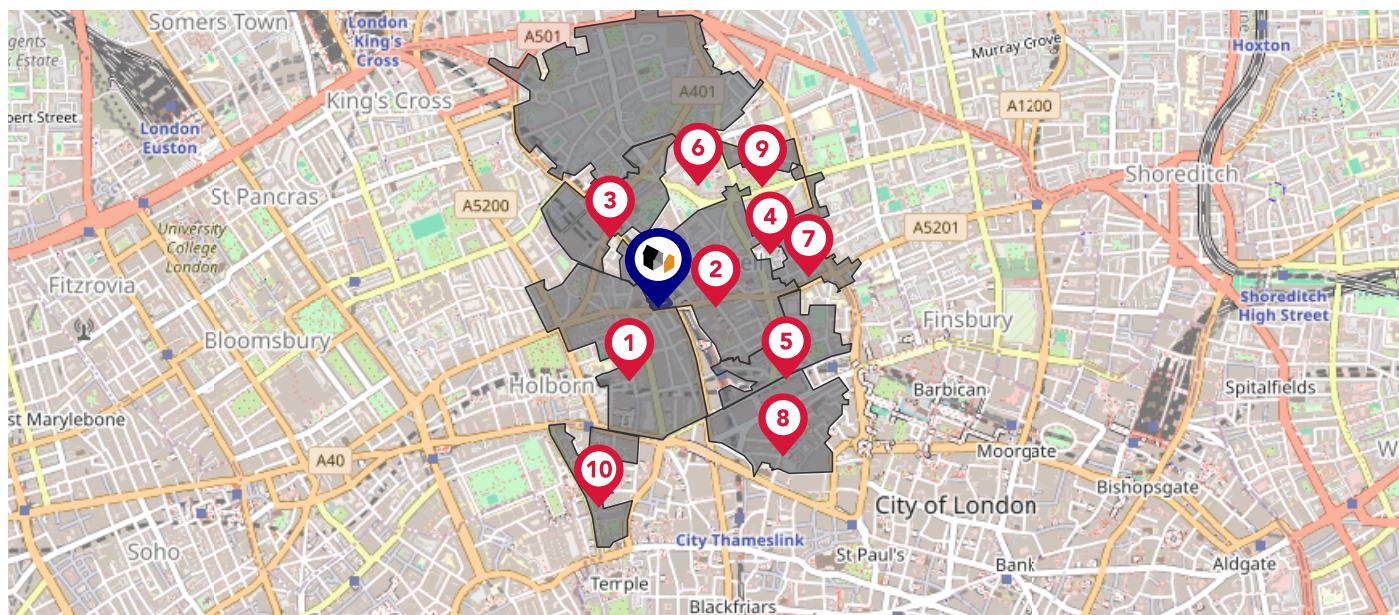 Somers Town
London
King's
Cross
A501
Murray Grove
Hoxton
gents
k Estate
King's Cross
A401
A1200
bert Street
London
Euston
6
9
Shoreditch
St Pancras
A5200
3
4
7
A5201
University
College
London
2
Fitzrovia
Shoreditch
High Street
Finsbury
Bloomsbury
1
5
Holborn
Barbican
Spitalfields
st Marylebone
8
A40
Moorgate
10
Bishopsgate
City of London
Soho
City Thameslink
St Paul's
Bank
Aldgate
Temple
Blackfriars